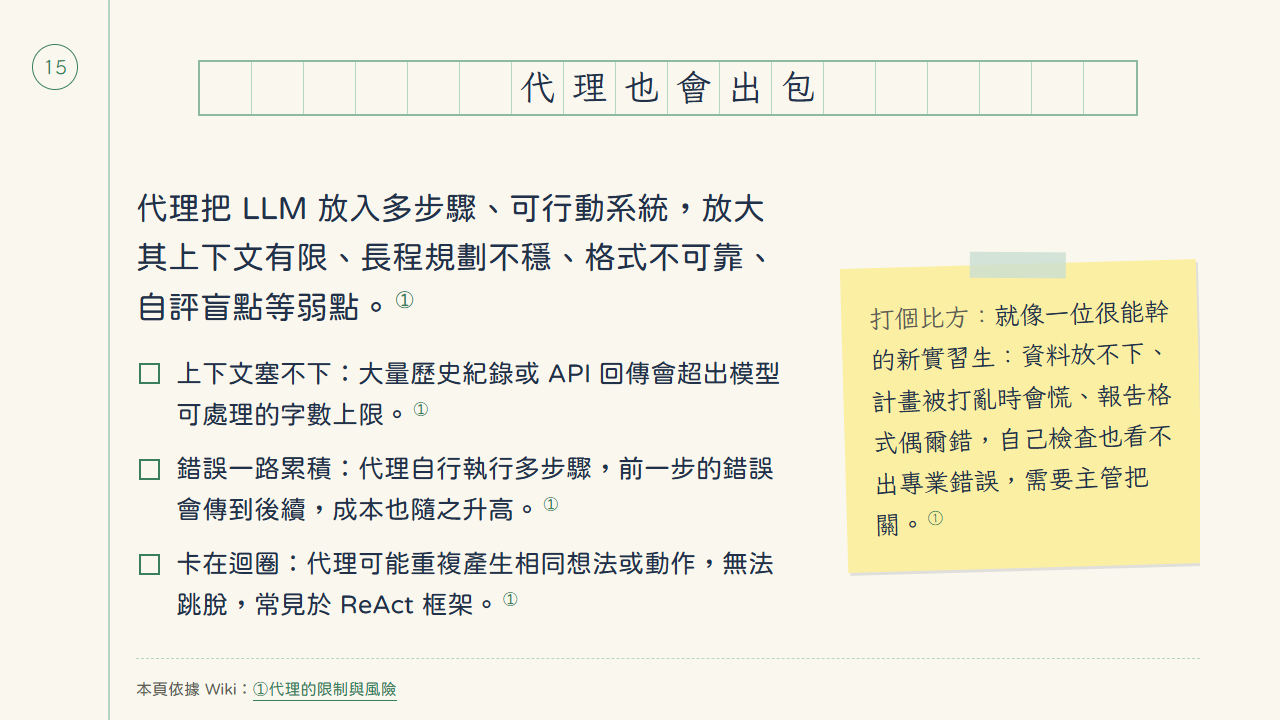 15
代理也會出包
代理把 LLM 放入多步驟、可行動系統，放大
其上下文有限、長程規劃不穩、格式不可靠、
自評盲點等弱點。①
上下文塞不下：大量歷史紀錄或 API 回傳會超出模型
可處理的字數上限。①
錯誤一路累積：代理自行執行多步驟，前一步的錯誤
會傳到後續，成本也隨之升高。①
卡在迴圈：代理可能重複產生相同想法或動作，無法
跳脫，常見於 ReAct 框架。①
打個比方：就像一位很能幹
的新實習生：資料放不下、
計畫被打亂時會慌、報告格
式偶爾錯，自己檢查也看不
出專業錯誤，需要主管把
關。①
本頁依據 Wiki：①代理的限制與風險